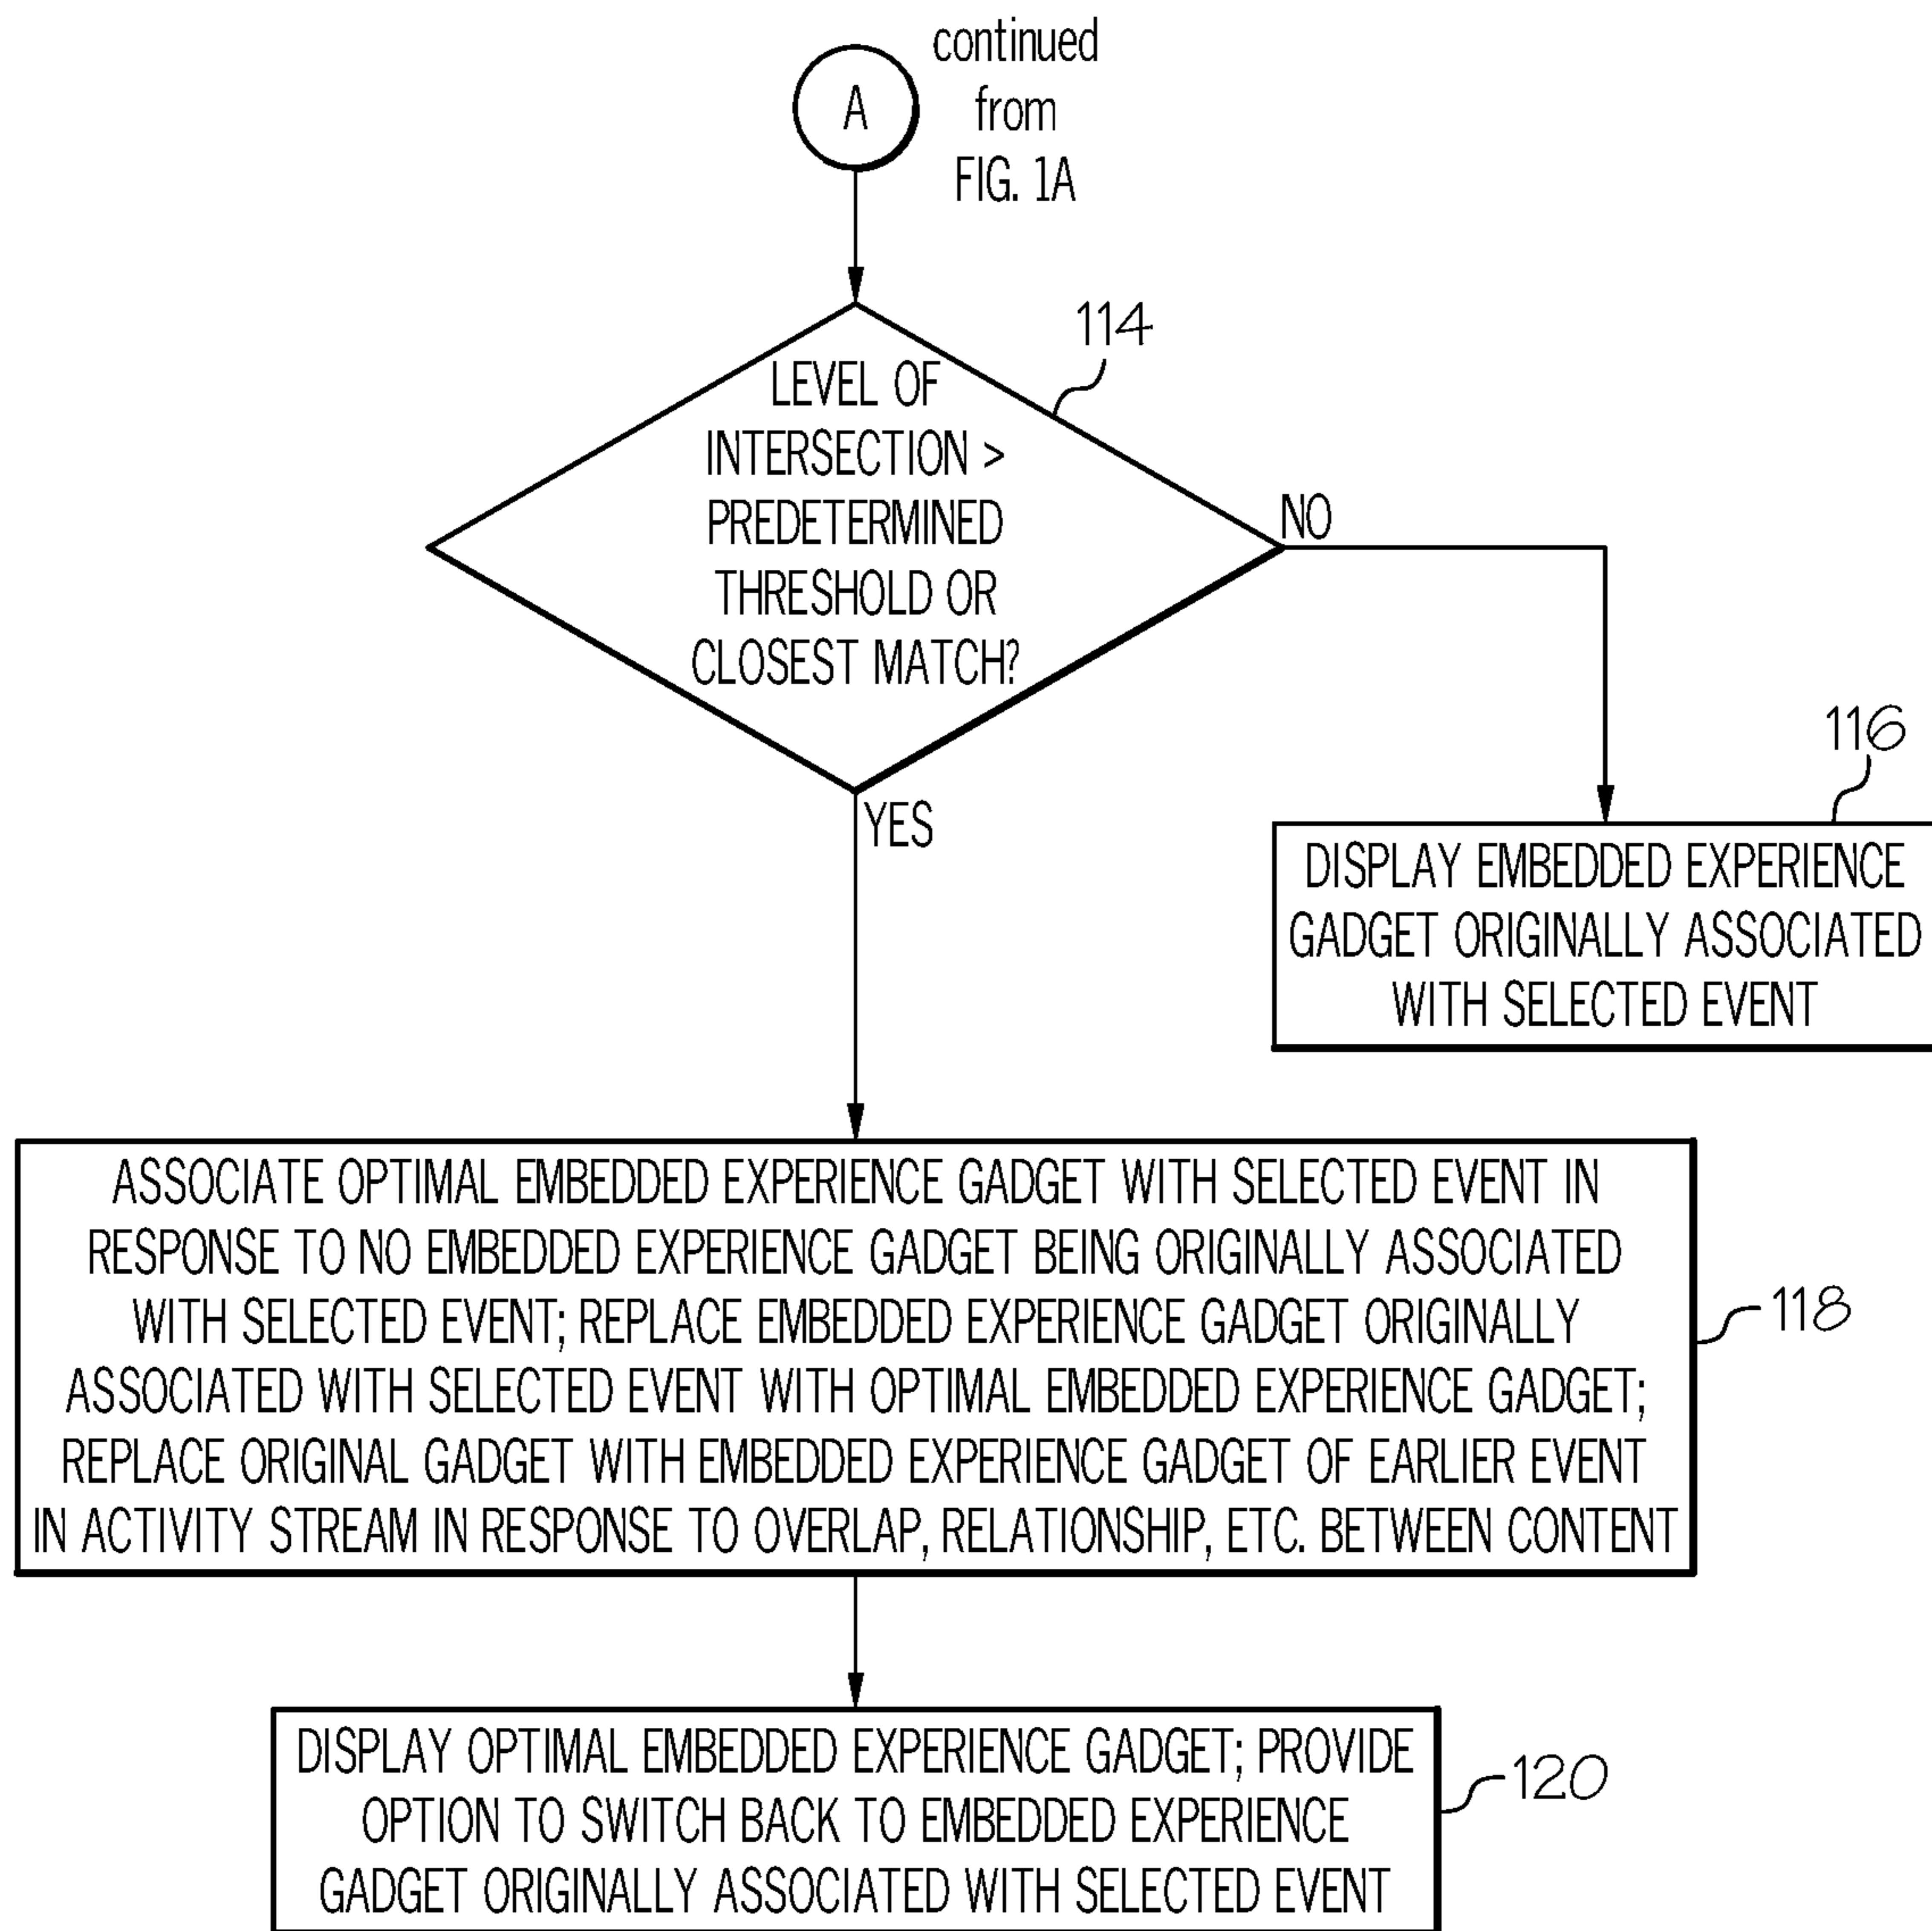 A
continued
from
FIG. 1A
114
LEVEL OF
INTERSECTION >
PREDETERMINED
THRESHOLD OR
CLOSEST MATCH?
NO
YES
116
DISPLAY EMBEDDED EXPERIENCE
GADGET ORIGINALLY ASSOCIATED
WITH SELECTED EVENT
ASSOCIATE OPTIMAL EMBEDDED EXPERIENCE GADGET WITH SELECTED EVENT IN
RESPONSE TO NO EMBEDDED EXPERIENCE GADGET BEING ORIGINALLY ASSOCIATED
WITH SELECTED EVENT; REPLACE EMBEDDED EXPERIENCE GADGET ORIGINALLY
ASSOCIATED WITH SELECTED EVENT WITH OPTIMAL EMBEDDED EXPERIENCE GADGET;
REPLACE ORIGINAL GADGET WITH EMBEDDED EXPERIENCE GADGET OF EARLIER EVENT
IN ACTIVITY STREAM IN RESPONSE TO OVERLAP, RELATIONSHIP, ETC. BETWEEN CONTENT
118
DISPLAY OPTIMAL EMBEDDED EXPERIENCE GADGET; PROVIDE
OPTION TO SWITCH BACK TO EMBEDDED EXPERIENCE
GADGET ORIGINALLY ASSOCIATED WITH SELECTED EVENT
120